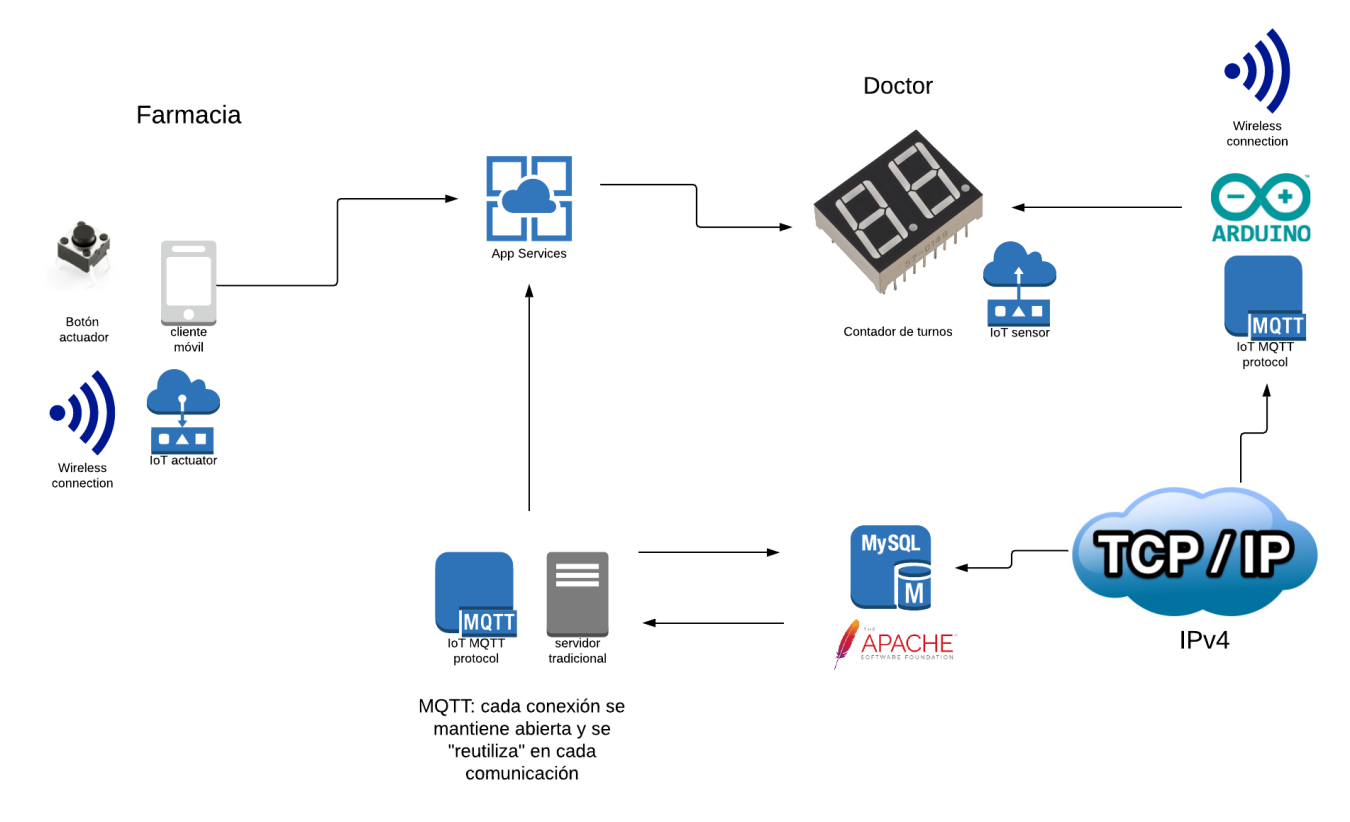 Farmacia
Doctor
Wireless
connection
App Services
ARDUINO
TM
Botón
actuador
cliente
móvil
Contador de turnos
IoT sensor
MQTT
IoT MQTT
protocol
Wireless
connection
IoT actuator
MySQL
M
TCP/IP
IPv4
MQTT
IoT MQTT
protocol
servidor
tradicional
THE
APACHE
SOFTWARE FOUNDATION
MQTT: cada conexión se
mantiene abierta y se
"reutiliza" en cada
comunicación